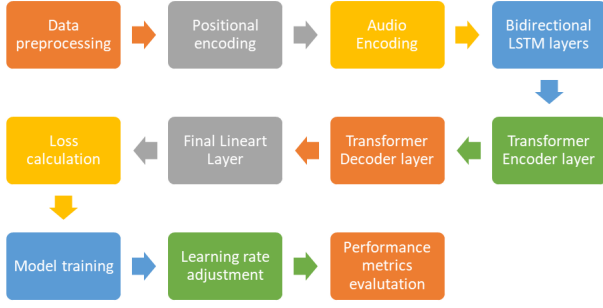 Data
preprocessing
Positional
encoding
Audio
Encoding
Bidirectional
LSTM layers
Transformer
Encoder layer
Transformer
Decoder layer
Final Lineart
Layer
Loss
calculation
Model training
Learning rate
adjustment
Performance
metrics
evalutation